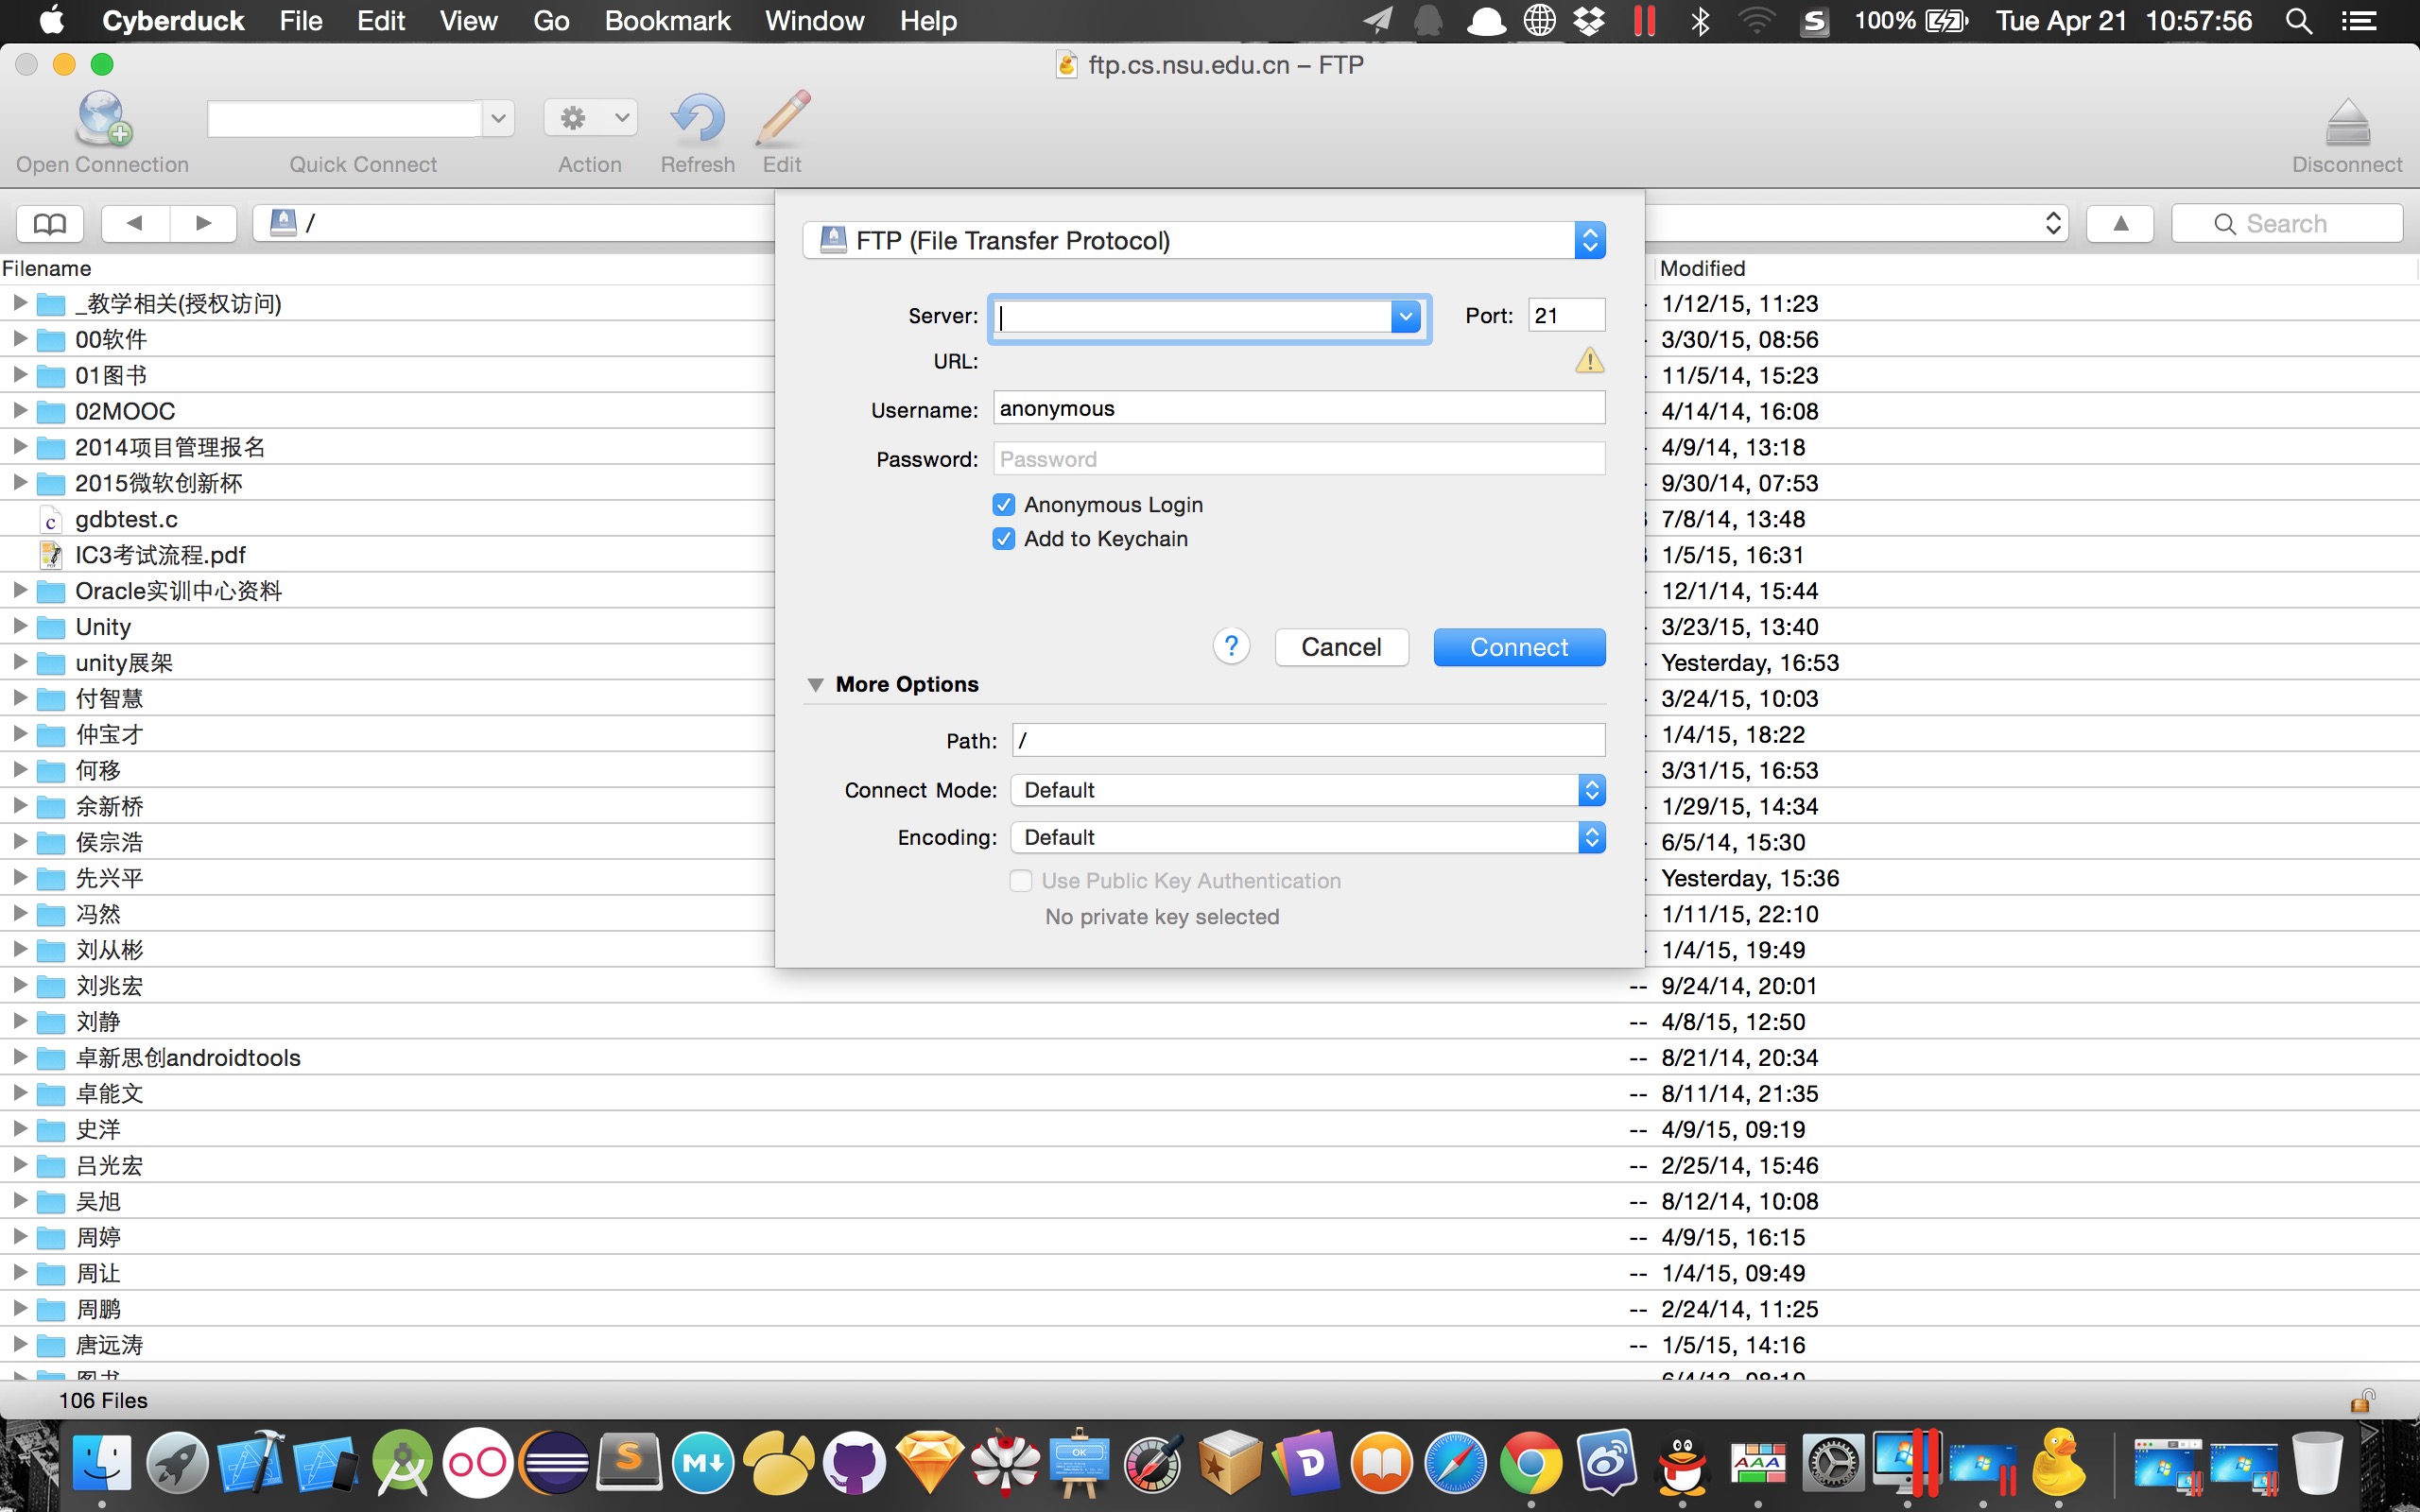 Cyberduck File Edit View Go Bookmark Window Help 100% Tue Apr 21 10:57:56
ftp.cs.nsu.edu.cn – FTP
Open Connection Quick Connect Action Refresh Edit Disconnect
/ Search
FTP (File Transfer Protocol)
Server: Port: 21
URL:
Username: anonymous
Password: Password
Anonymous Login
Add to Keychain
? Cancel Connect
More Options
Path: /
Connect Mode: Default
Encoding: Default
Use Public Key Authentication
No private key selected
Filename Modified
_教学相关(授权访问) 1/12/15, 11:23
00软件 3/30/15, 08:56
01图书 11/5/14, 15:23
02MOOC 4/14/14, 16:08
2014项目管理报名 4/9/14, 13:18
2015微软创新杯 9/30/14, 07:53
gdbtest.c 7/8/14, 13:48
IC3考试流程.pdf 1/5/15, 16:31
Oracle实训中心资料 12/1/14, 15:44
Unity 3/23/15, 13:40
unity展架 Yesterday, 16:53
付智慧 3/24/15, 10:03
仲宝才 1/4/15, 18:22
何移 3/31/15, 16:53
余新桥 1/29/15, 14:34
侯宗浩 6/5/14, 15:30
先兴平 Yesterday, 15:36
冯然 1/11/15, 22:10
刘从彬 1/4/15, 19:49
刘兆宏 -- 9/24/14, 20:01
刘静 -- 4/8/15, 12:50
卓新思创androidtools -- 8/21/14, 20:34
卓能文 -- 8/11/14, 21:35
史洋 -- 4/9/15, 09:19
吕光宏 -- 2/25/14, 15:46
吴旭 -- 8/12/14, 10:08
周婷 -- 4/9/15, 16:15
周让 -- 1/4/15, 09:49
周鹏 -- 2/24/14, 11:25
唐远涛 -- 1/5/15, 14:16
106 Files